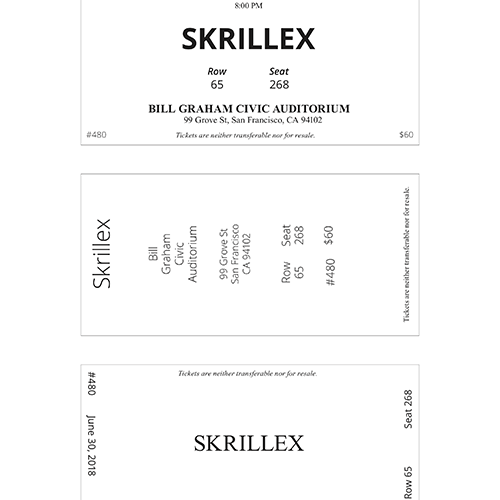 8:00 PM
SKRILLEX
Row Seat
65 268
BILL GRAHAM CIVIC AUDITORIUM
99 Grove St, San Francisco, CA 94102
#480 Tickets are neither transferable nor for resale. $60
Skrillex
Bill
Graham
Civic
Auditorium
99 Grove St
San Francisco
CA 94102
Row Seat
65 268
#480 $60
Tickets are neither transferable nor for resale.
Tickets are neither transferable nor for resale.
#480 June 30, 2018
SKRILLEX
Row 65 Seat 268